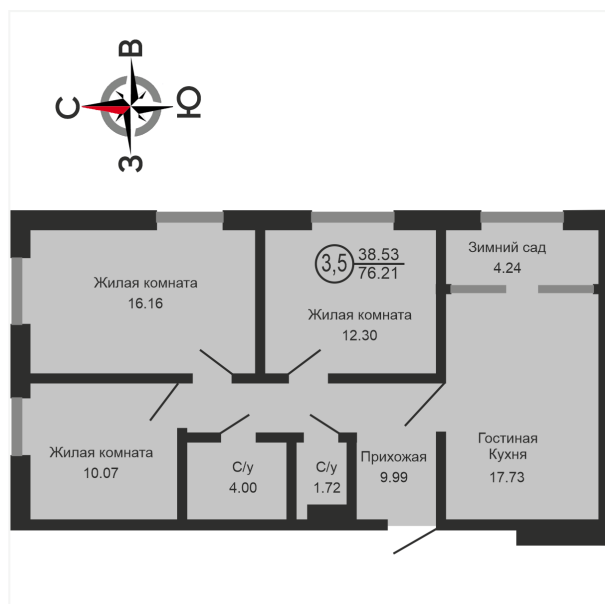 В
С
Ю
З
Зимний сад
4.24
3,5
38.53
76.21
Жилая комната
16.16
Жилая комната
12.30
Жилая комната
10.07
С/у
4.00
С/у
1.72
Прихожая
9.99
Гостиная
Кухня
17.73